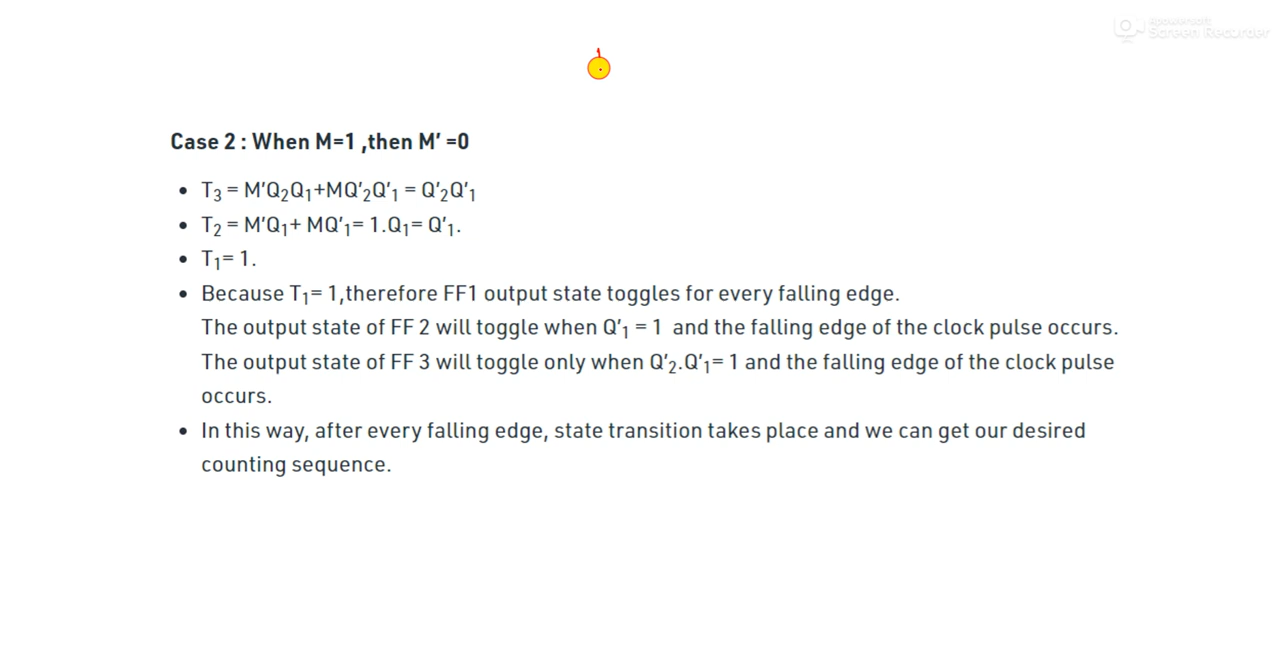 Apowersoft
Screen Recorder
Case 2 : When M=1 ,then M′ =0
• T₃ = M′Q₂Q₁+MQ′₂Q′₁ = Q′₂Q′₁
• T₂ = M′Q₁+ MQ′₁= 1.Q₁= Q′₁.
• T₁= 1.
• Because T₁= 1,therefore FF1 output state toggles for every falling edge.
The output state of FF 2 will toggle when Q′₁ = 1 and the falling edge of the clock pulse occurs.
The output state of FF 3 will toggle only when Q′₂.Q′₁= 1 and the falling edge of the clock pulse
occurs.
• In this way, after every falling edge, state transition takes place and we can get our desired
counting sequence.